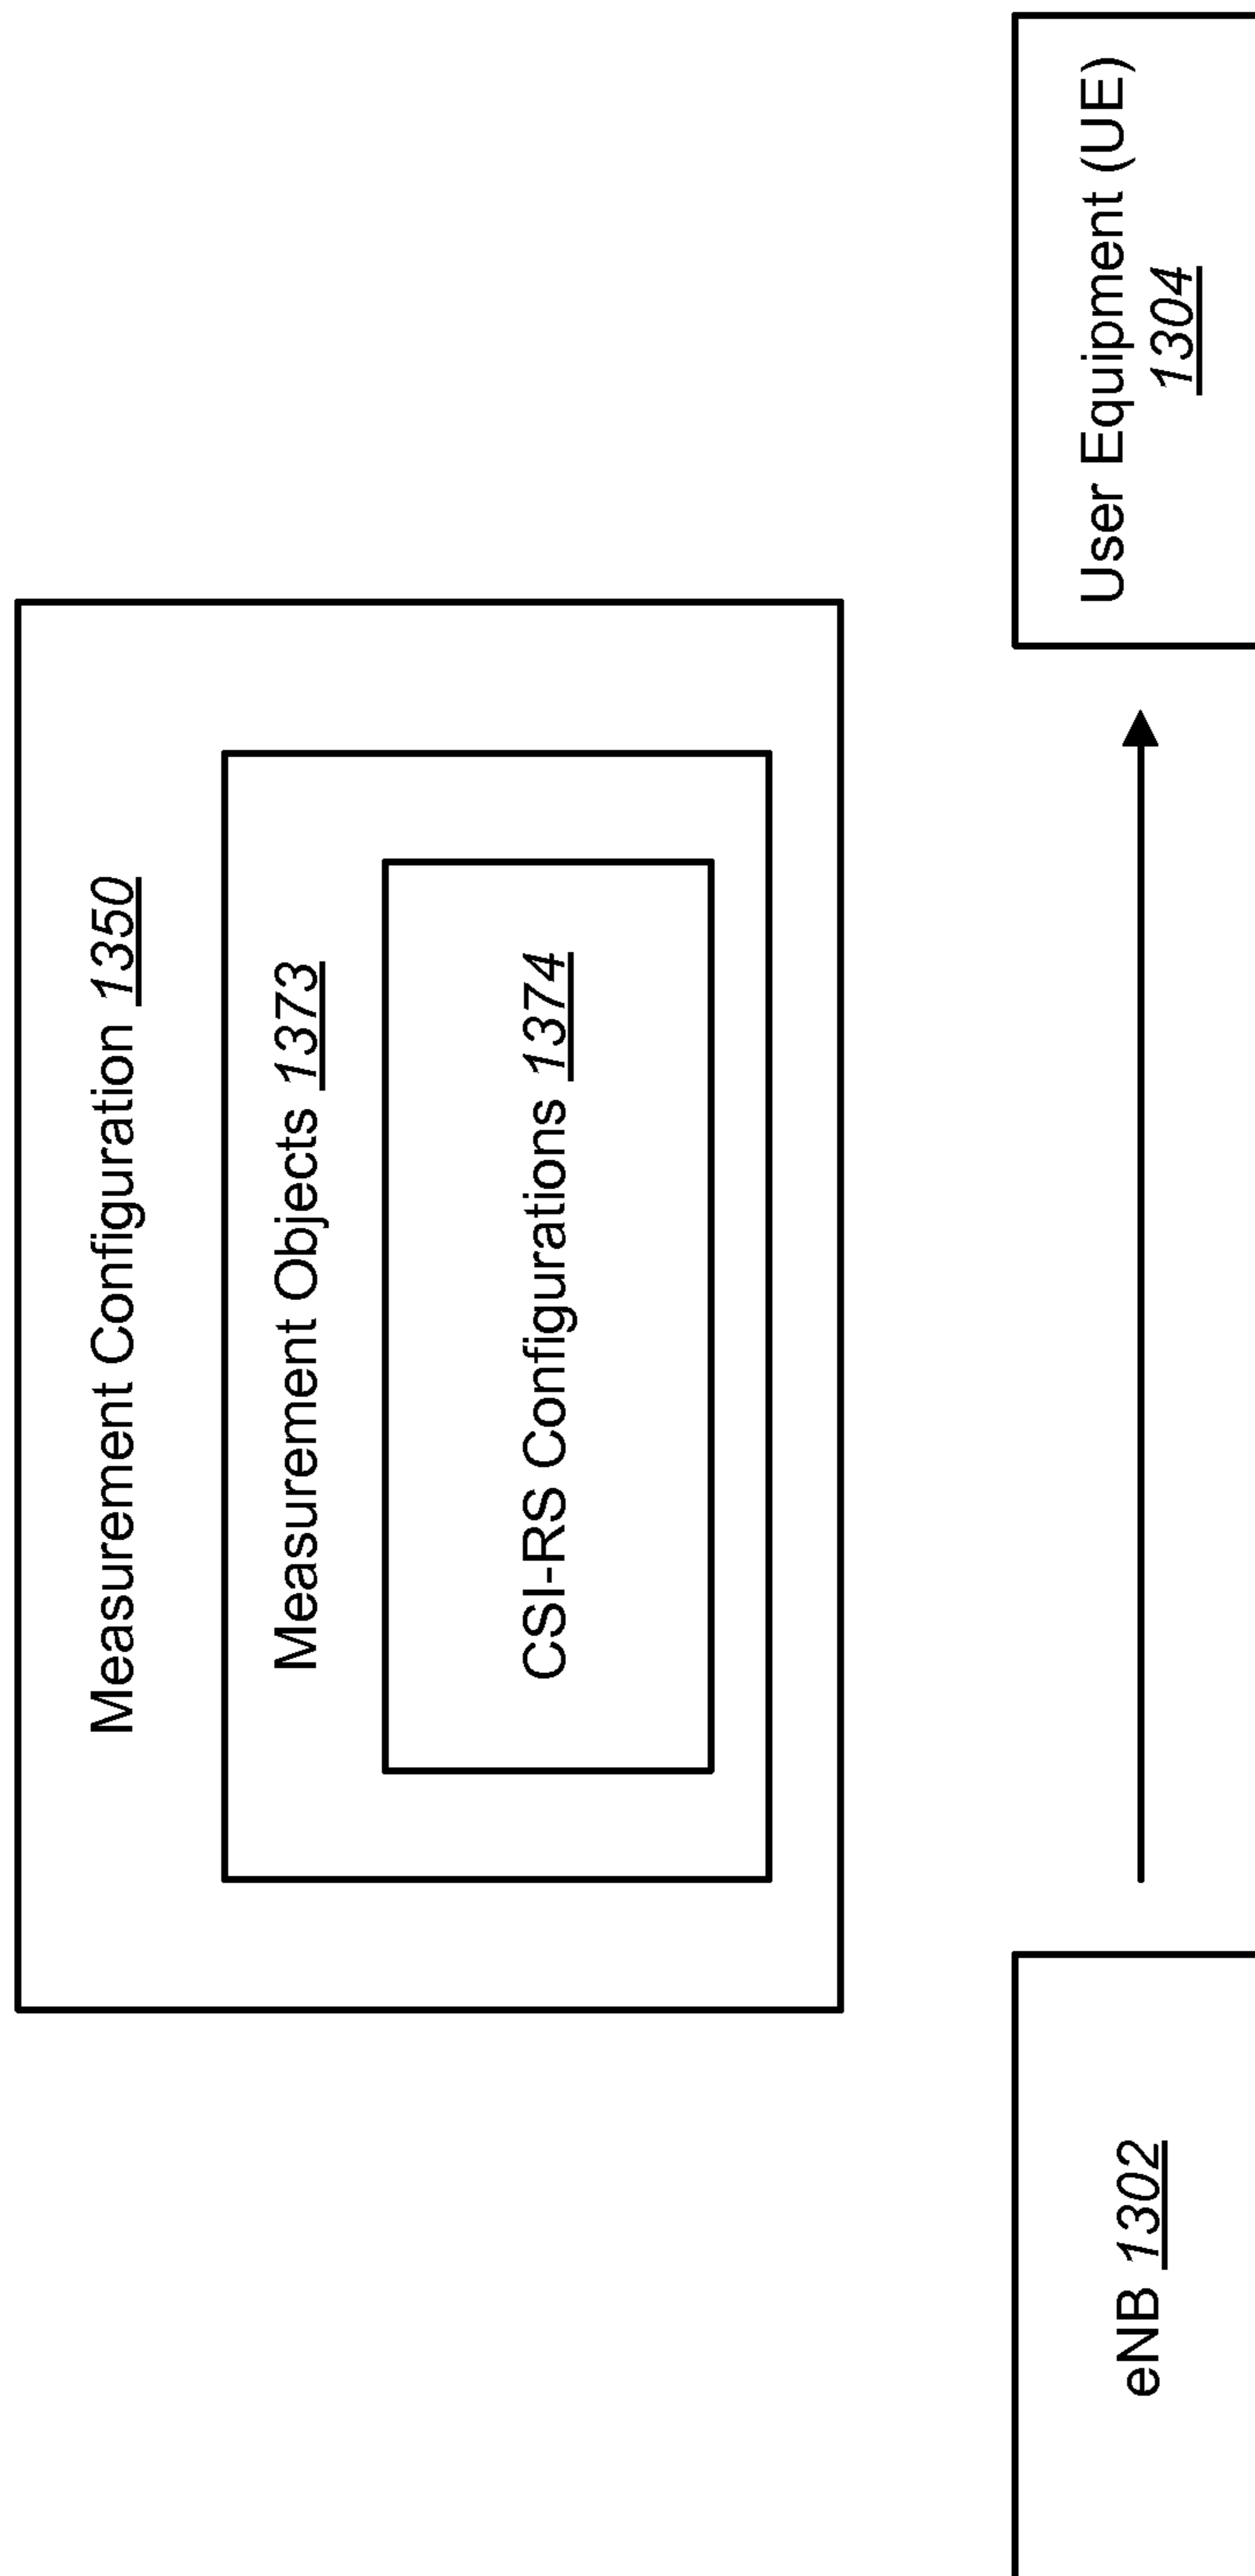 Measurement Configuration 1350
Measurement Objects 1373
CSI-RS Configurations 1374
eNB 1302
User Equipment (UE)
1304